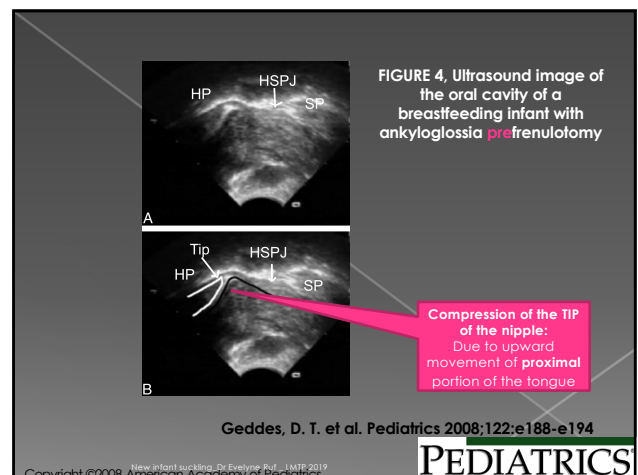 FIGURE 4, Ultrasound image of
the oral cavity of a
breastfeeding infant with
ankyloglossia prefrenulotomy
HP
HSPJ
SP
A
Tip
HSPJ
HP
SP
B
Compression of the TIP
of the nipple:
Due to upward
movement of proximal
portion of the tongue
Geddes, D. T. et al. Pediatrics 2008;122:e188-e194
New infant suckling_Dr Evelyne Ruf_ LMTP 2019
Copyright ©2008 American Academy of Pediatrics
PEDIATRICS